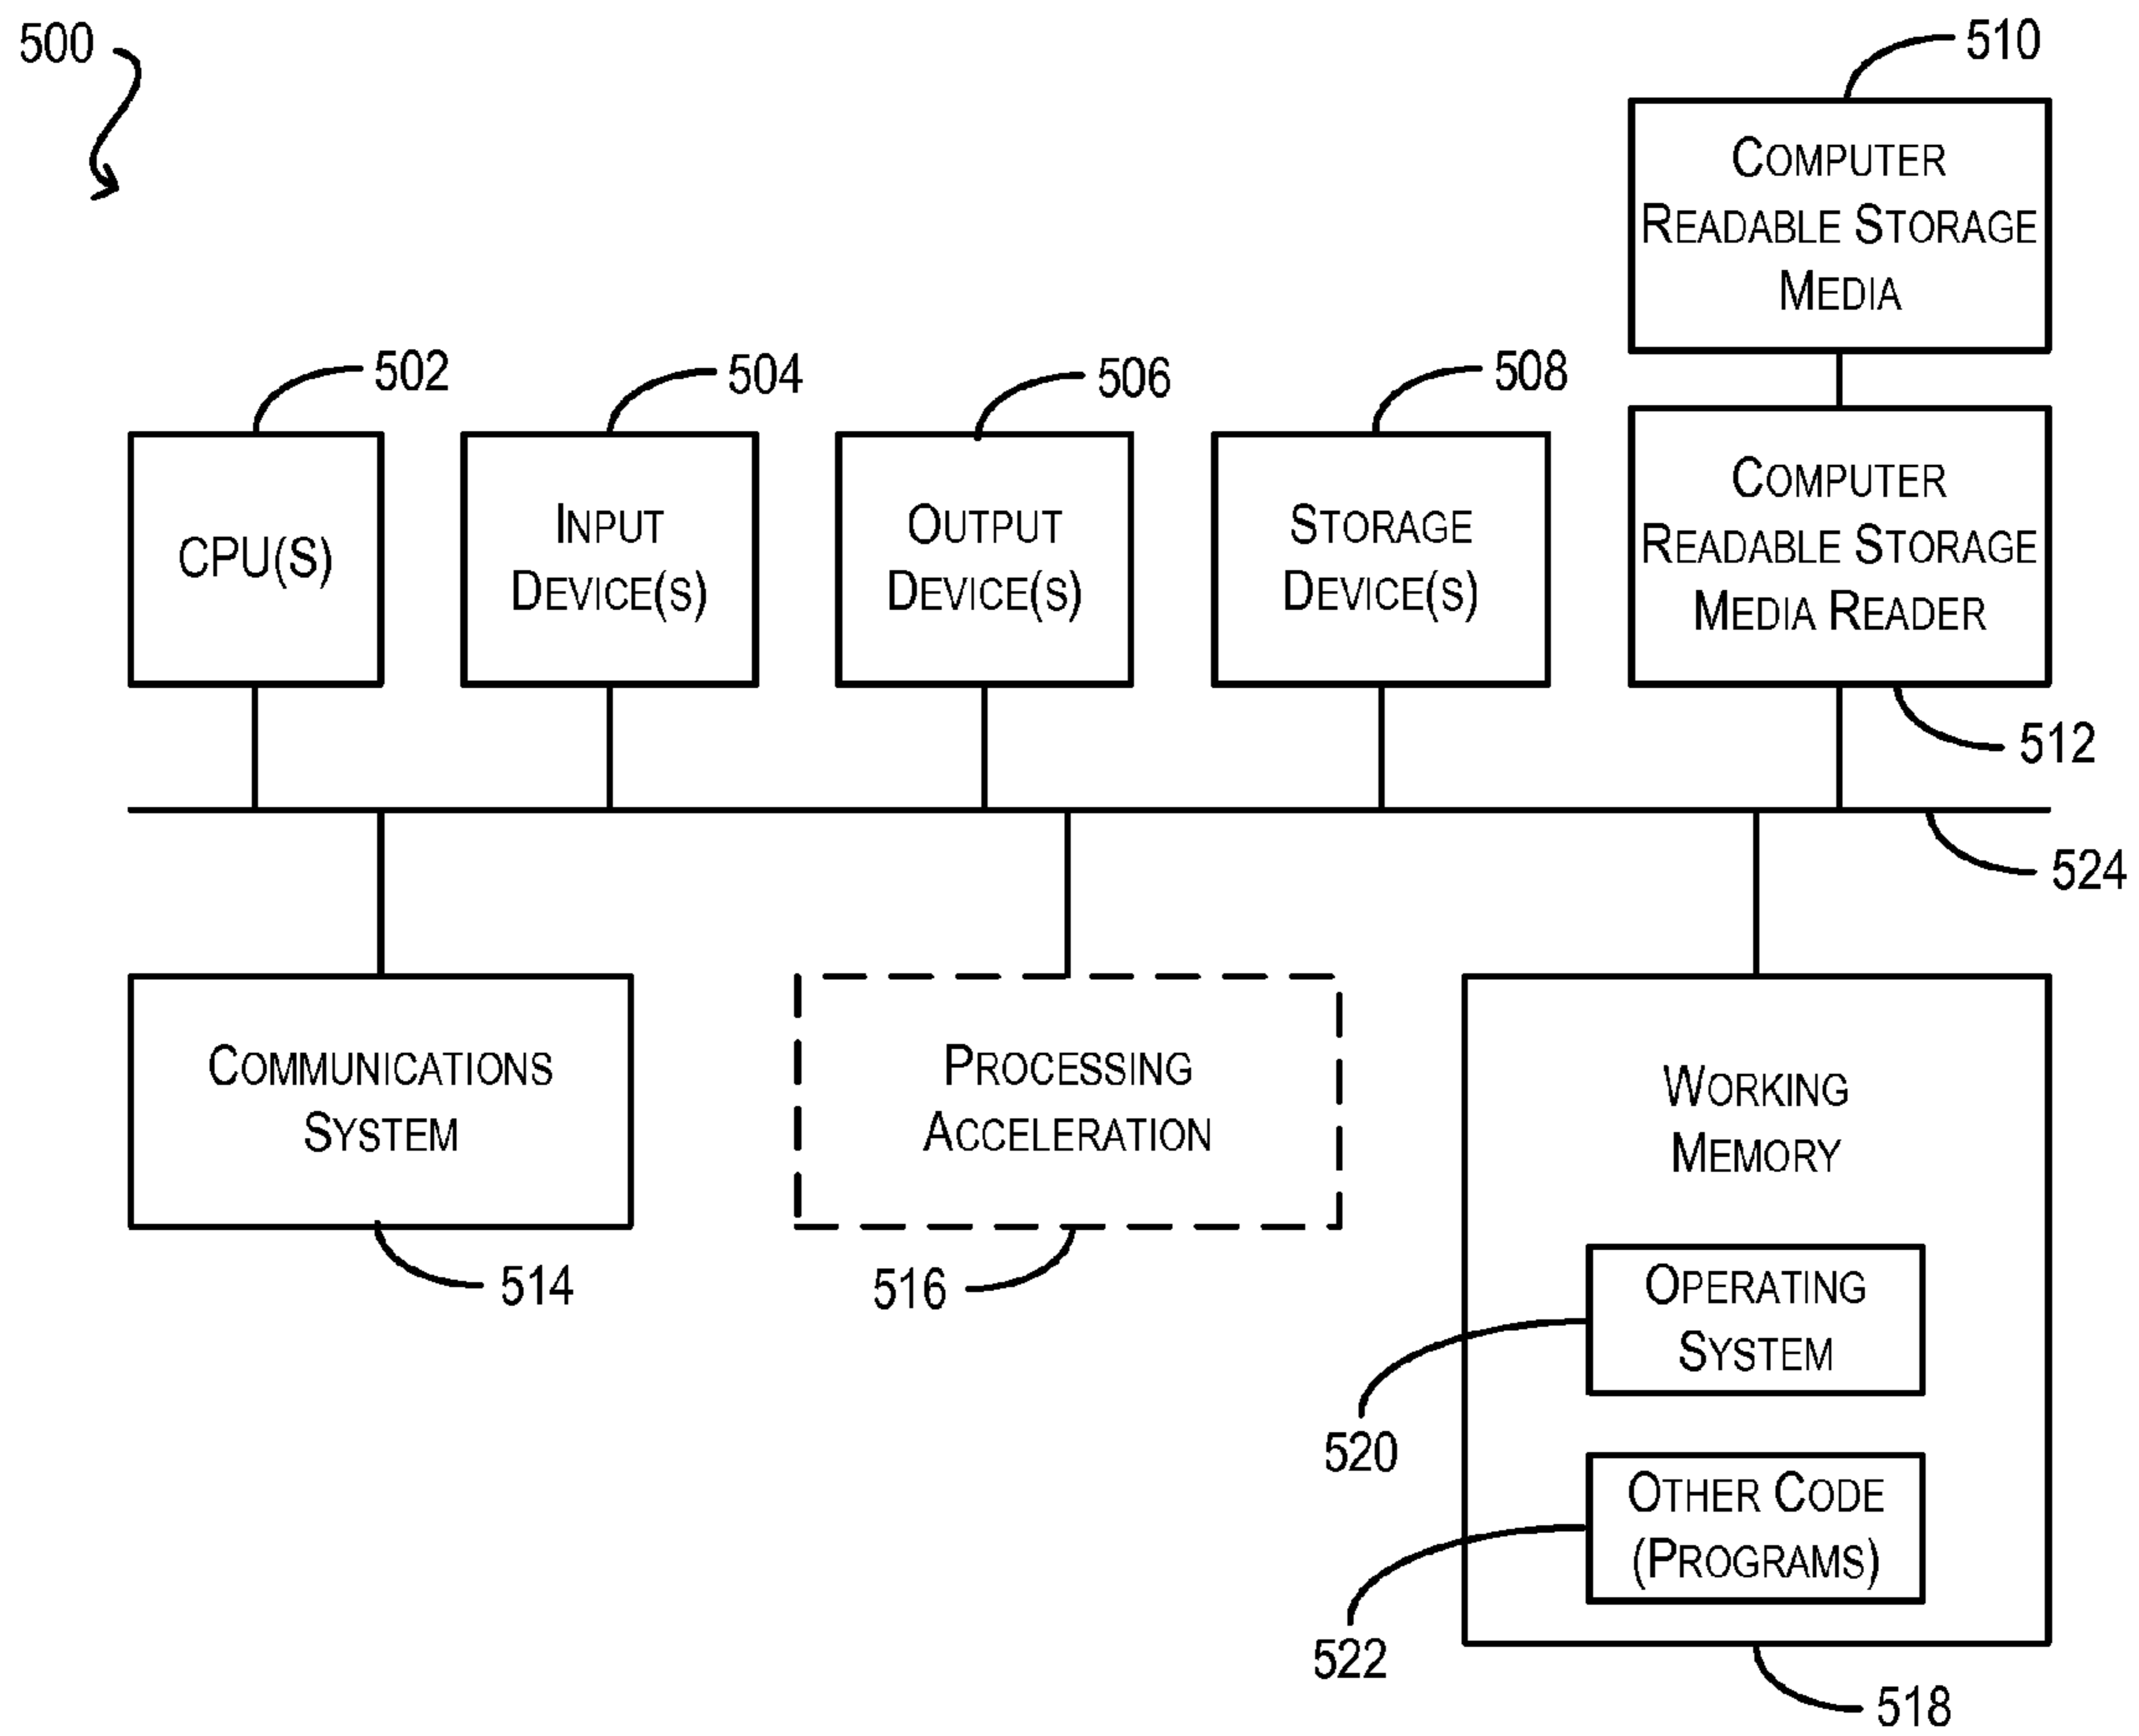 500
510
COMPUTER
READABLE STORAGE
MEDIA
502
504
506
508
CPU(S)
INPUT
DEVICE(S)
OUTPUT
DEVICE(S)
STORAGE
DEVICE(S)
COMPUTER
READABLE STORAGE
MEDIA READER
512
524
COMMUNICATIONS
SYSTEM
514
PROCESSING
ACCELERATION
516
WORKING
MEMORY
OPERATING
SYSTEM
520
OTHER CODE
(PROGRAMS)
522
518